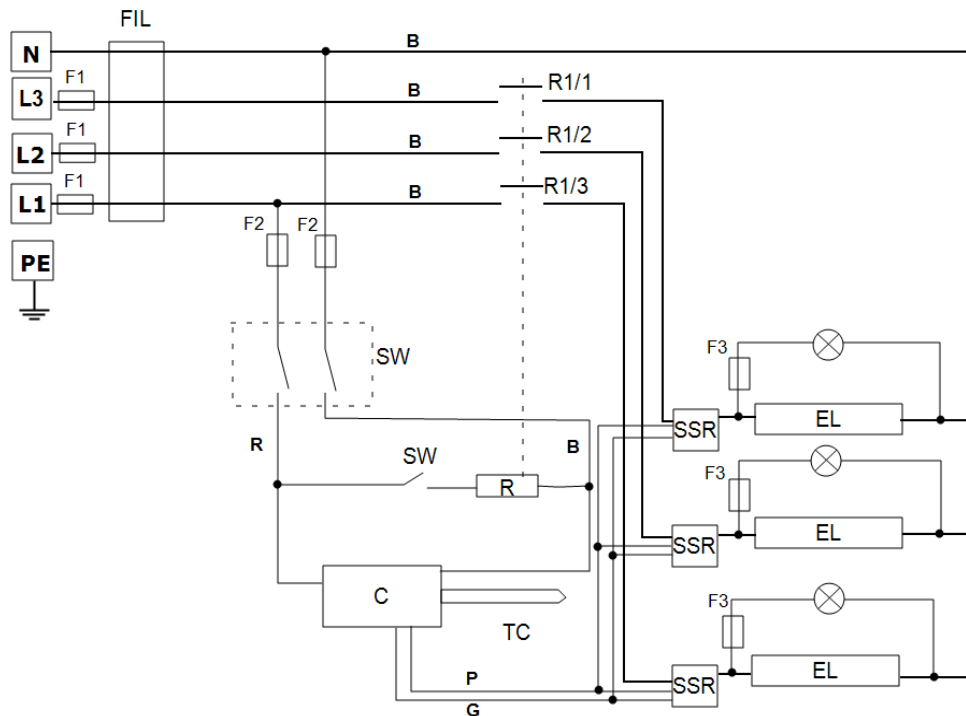 FIL
N
B
F1
L3
B
R1/1
F1
L2
B
R1/2
F1
L1
B
R1/3
F2
F2
PE
SW
F3
EL
SSR
R
SW
B
R
F3
EL
SSR
C
TC
F3
P
G
SSR
EL